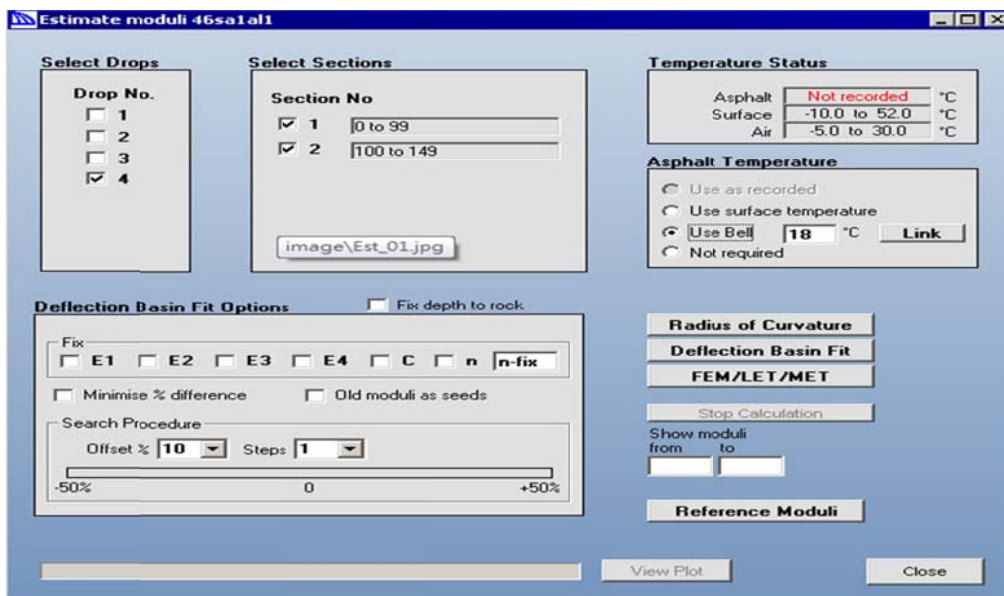 Estimate moduli 46sa1al1
Select Drops
Drop No.
1
2
3
4
Select Sections
Section No
1 0 to 99
2 100 to 149
image\Est_01.jpg
Temperature Status
Asphalt Not recorded °C
Surface -10.0 to 52.0 °C
Air -5.0 to 30.0 °C
Asphalt Temperature
Use as recorded
Use surface temperature
Use Bell 18 °C Link
Not required
Deflection Basin Fit Options
Fix depth to rock
Fix
E1 E2 E3 E4 C n n-fix
Minimise % difference Old moduli as seeds
Search Procedure
Offset % 10 Steps 1
-50% 0 +50%
Radius of Curvature
Deflection Basin Fit
FEM/LET/MET
Stop Calculation
Show moduli
from to
Reference Moduli
View Plot
Close